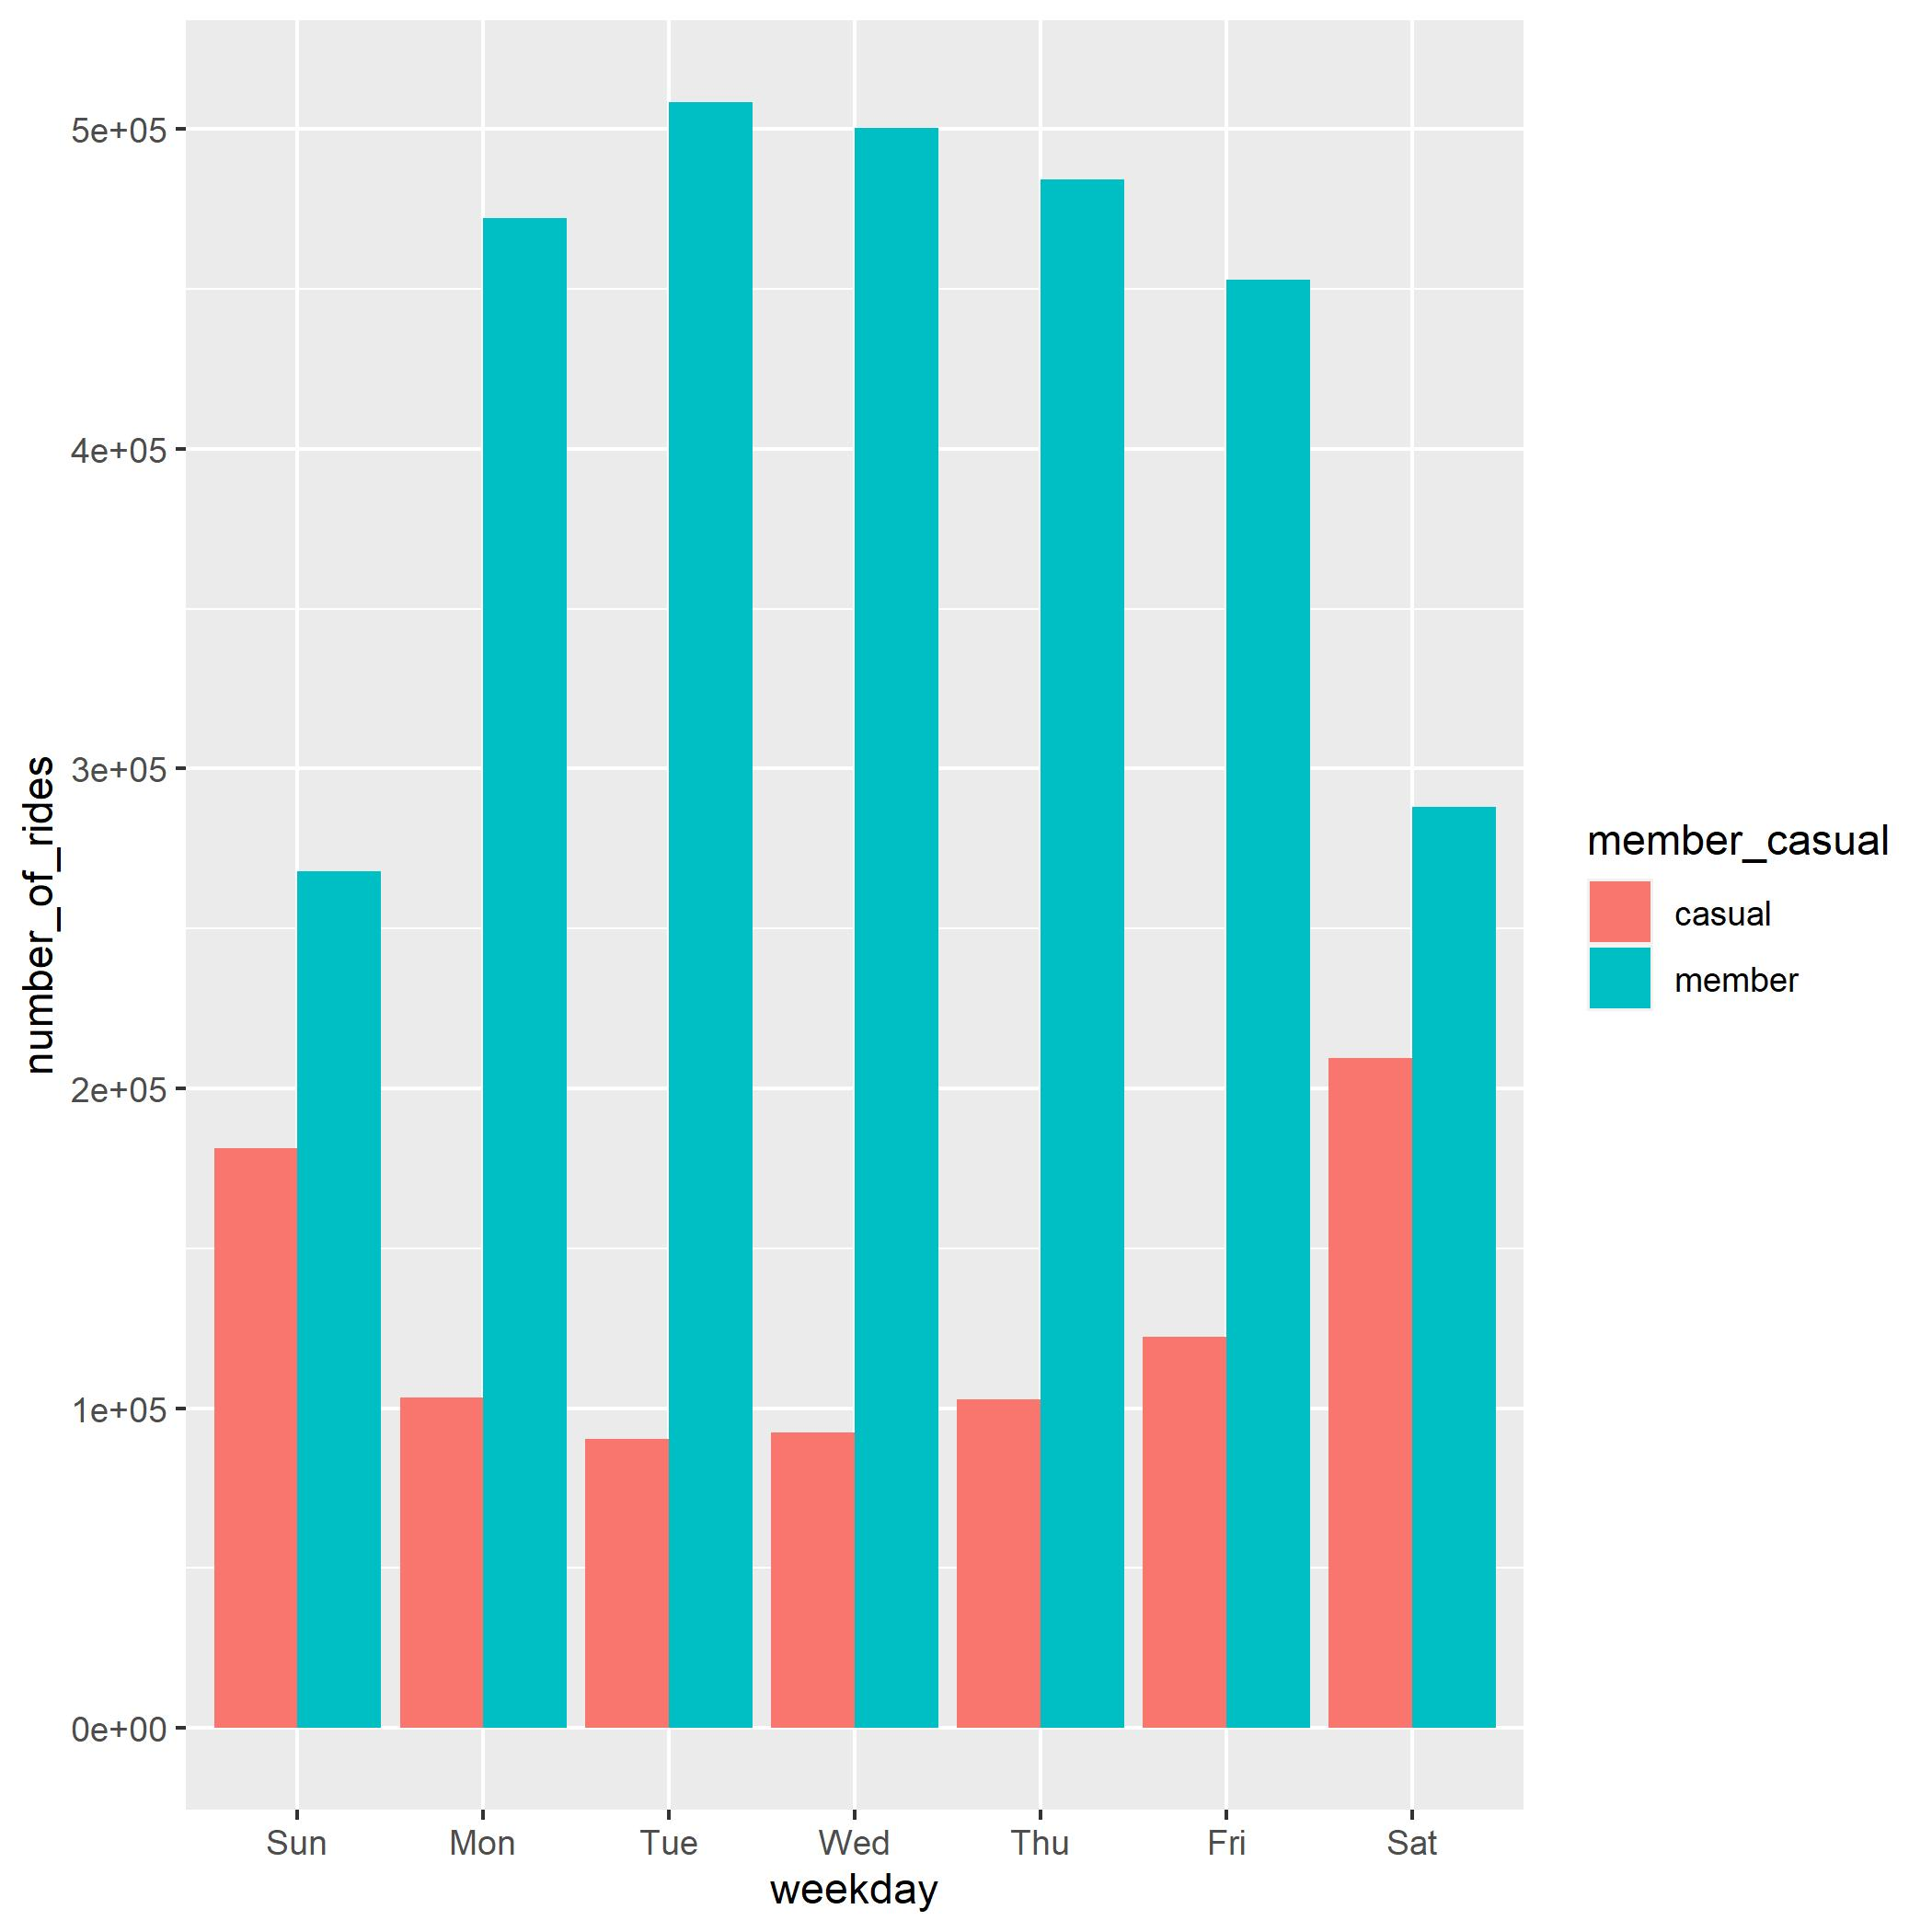 number_of_rides
5e+05
4e+05
3e+05
2e+05
1e+05
0e+00
Sun Mon Tue Wed Thu Fri Sat
weekday
member_casual
casual
member